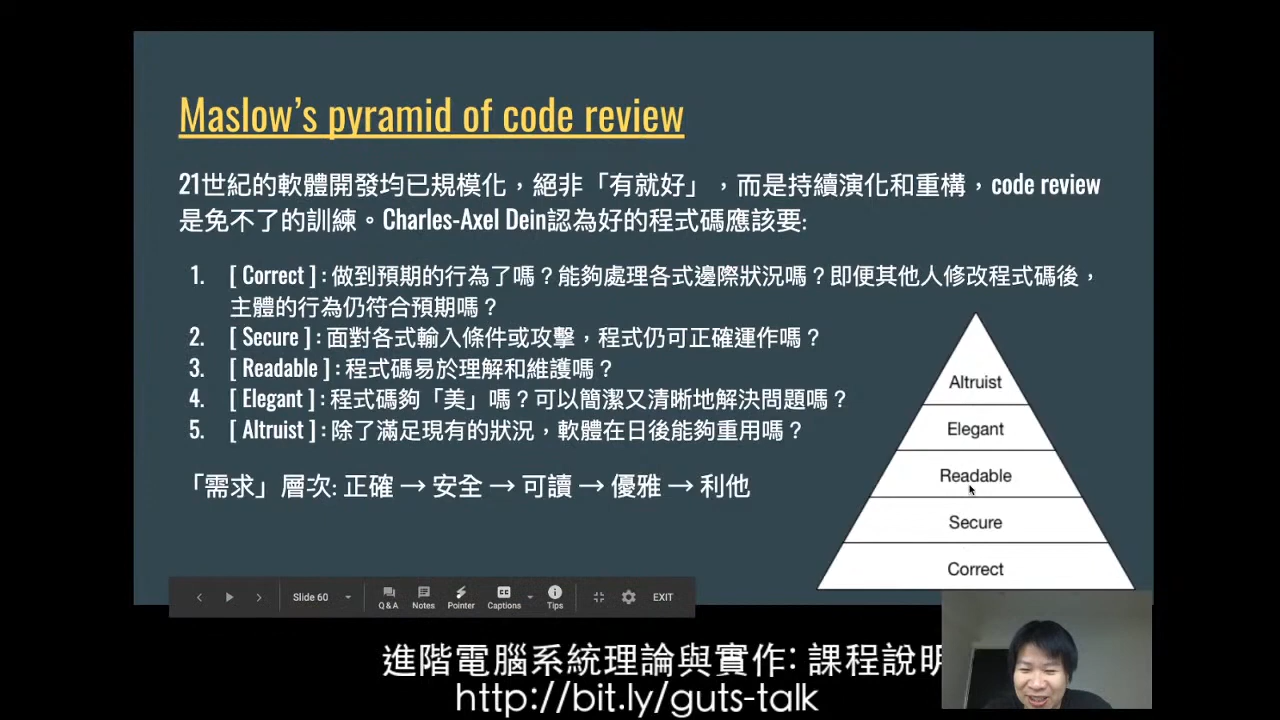 Maslow's pyramid of code review
21世紀的軟體開發均已規模化，絕非「有就好」，而是持續演化和重構，code review
是免不了的訓練。Charles-Axel Dein認為好的程式碼應該要:
1. [ Correct ] : 做到預期的行為了嗎？能夠處理各式邊際狀況嗎？即便其他人修改程式碼後，
主體的行為仍符合預期嗎？
2. [ Secure ] : 面對各式輸入條件或攻擊，程式仍可正確運作嗎？
3. [ Readable ] : 程式碼易於理解和維護嗎？
4. [ Elegant ] : 程式碼夠「美」嗎？可以簡潔又清晰地解決問題嗎？
5. [ Altruist ] : 除了滿足現有的狀況，軟體在日後能夠重用嗎？
「需求」層次: 正確 → 安全 → 可讀 → 優雅 → 利他
Altruist
Elegant
Readable
Secure
Correct
Slide 60
Q&A
Notes
Pointer
Captions
Tips
EXIT
進階電腦系統理論與實作: 課程說明
http://bit.ly/guts-talk